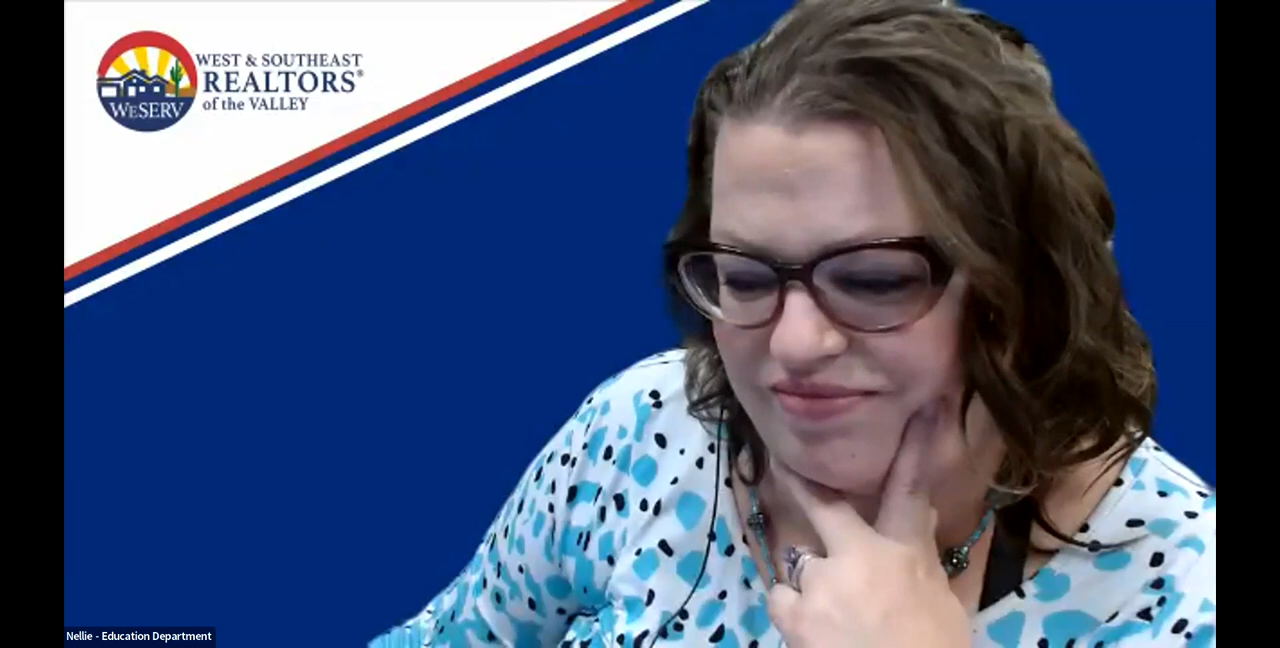 WEST & SOUTHEAST
REALTORS®
of the VALLEY
WeSERV
Nellie - Education Department